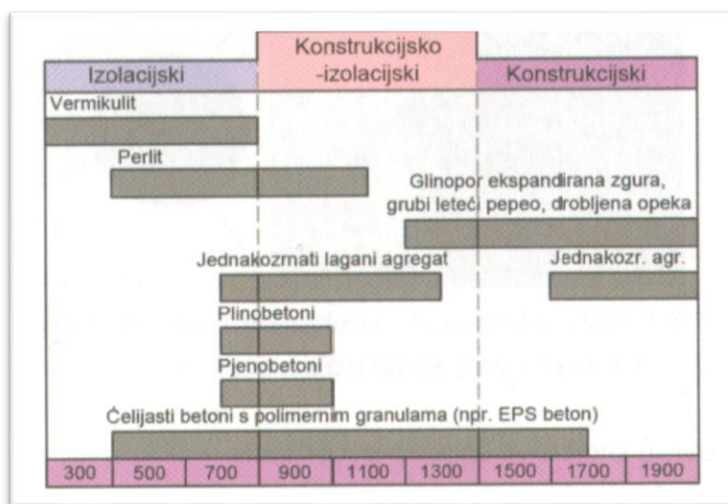 Izolacijski
Konstrukcijsko
-izolacijski
Konstrukcijski
Vermikulit
Perlit
Glinopor ekspandirana zgura,
grubi leteći pepeo, drobljena opeka
Jednakozrnati lagani agregat
Jednakozr. agr.
Plinobetoni
Pjenobetoni
Ćelijasti betoni s polimernim granulama (npr. EPS beton)
300 500 700 900 1100 1300 1500 1700 1900